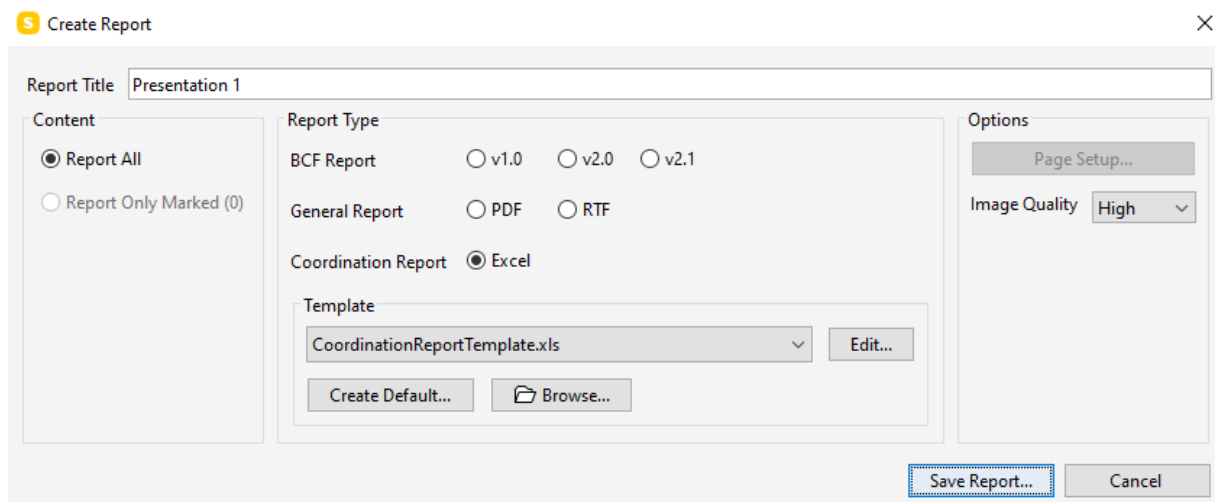 S Create Report
Report Title Presentation 1
Content
Report All
Report Only Marked (0)
Report Type
BCF Report v1.0 v2.0 v2.1
General Report PDF RTF
Coordination Report Excel
Template
CoordinationReportTemplate.xls Edit...
Create Default... Browse...
Options
Page Setup...
Image Quality High
Save Report... Cancel